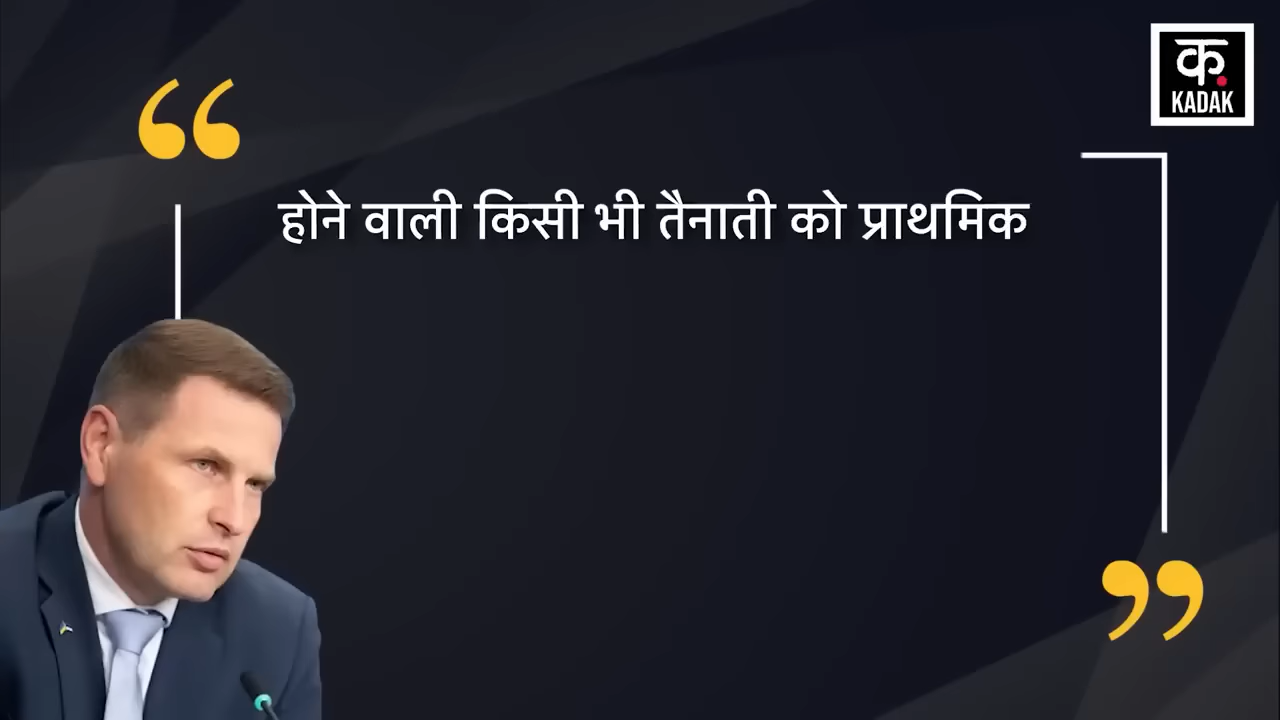 क.
KADAK
“
होने वाली किसी भी तैनाती को प्राथमिक
”